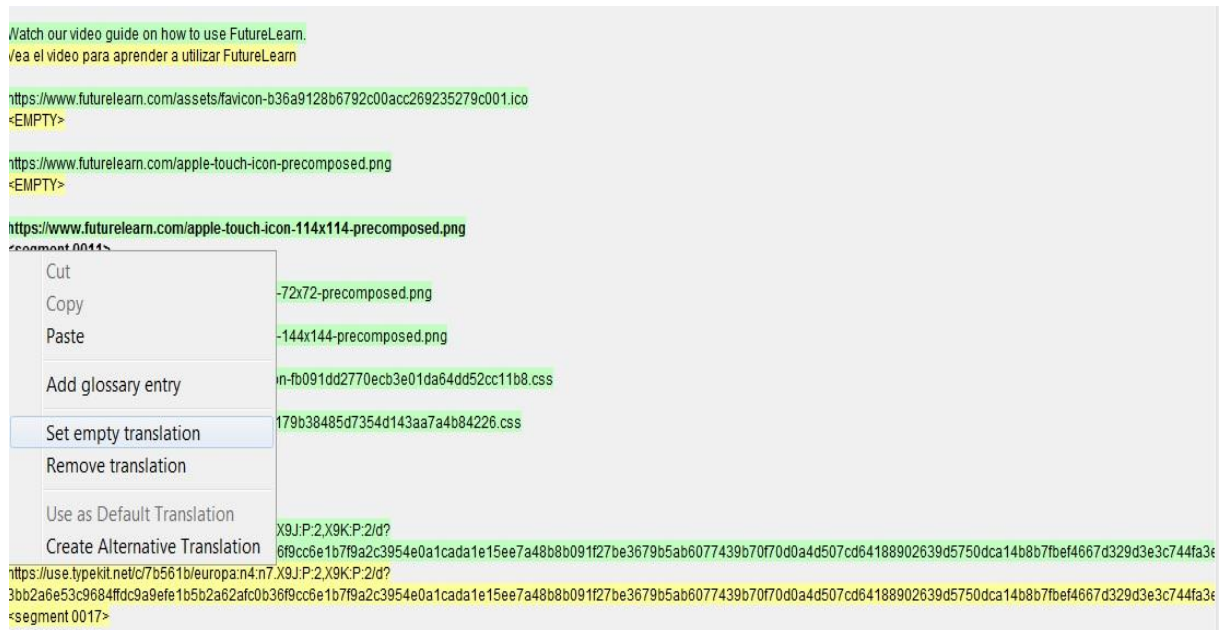 Watch our video guide on how to use FutureLearn.
Vea el video para aprender a utilizar FutureLearn
https://www.futurelearn.com/assets/favicon-b36a9128b6792c00acc269235279c001.ico
<EMPTY>
https://www.futurelearn.com/apple-touch-icon-precomposed.png
<EMPTY>
https://www.futurelearn.com/apple-touch-icon-114x114-precomposed.png
<segment 0011>
Cut
-72x72-precomposed.png
Copy
Paste
-144x144-precomposed.png
Add glossary entry
n-fb091dd2770ecb3e01da64dd52cc11b8.css
Set empty translation
179b38485d7354d143aa7a4b84226.css
Remove translation
Use as Default Translation
X9J:P:2,X9K:P:2/d?
Create Alternative Translation
6f9cc6e1b7f9a2c3954e0a1cada1e15ee7a48b8b091f27be3679b5ab6077439b70f70d0a4d507cd64188902639d5750dca14b8b7fbef4667d329d3e3c744fa3e
https://use.typekit.net/c/7b561b/europa:n4:n7.X9J:P:2,X9K:P:2/d?
3bb2a6e53c9684ffdc9a9efe1b5b2a62afc0b36f9cc6e1b7f9a2c3954e0a1cada1e15ee7a48b8b091f27be3679b5ab6077439b70f70d0a4d507cd64188902639d5750dca14b8b7fbef4667d329d3e3c744fa3e
<segment 0017>